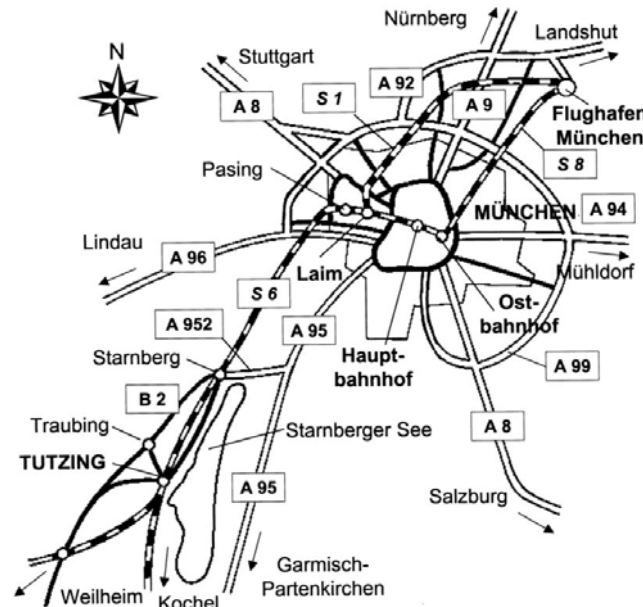 Nürnberg
N
Landshut
Stuttgart
A 92
S 1
A 9
A 8
Flughafen
München
S 8
Pasing
MÜNCHEN
A 94
Lindau
A 96
Laim
Mühldorf
S 6
Ost-
bahnhof
A 952
A 95
Haupt-
bahnhof
Starnberg
A 99
B 2
Traubing
Starnberger See
A 8
TUTZING
A 95
Salzburg
Garmisch-
Partenkirchen
Weilheim
Kochel